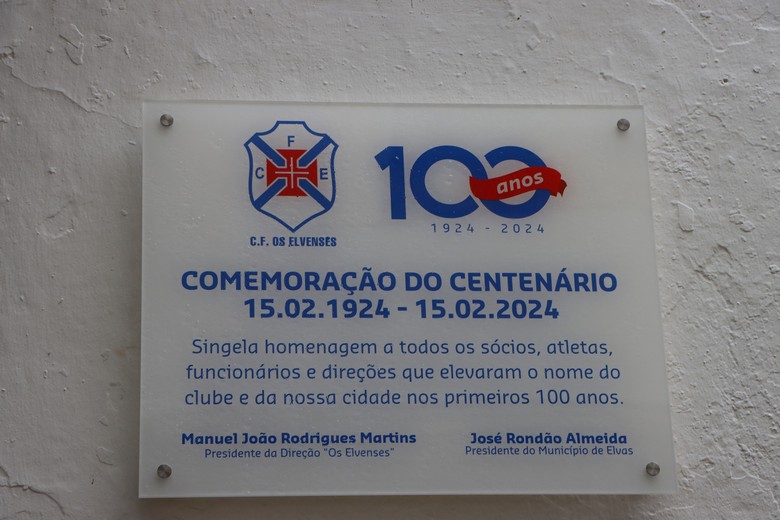 F
C E
C.F. OS ELVENSES
100
anos
1924 - 2024
COMEMORAÇÃO DO CENTENÁRIO
15.02.1924 - 15.02.2024
Singela homenagem a todos os sócios, atletas,
funcionários e direções que elevaram o nome do
clube e da nossa cidade nos primeiros 100 anos.
Manuel João Rodrigues Martins
Presidente da Direção "Os Elvenses"
José Rondão Almeida
Presidente do Município de Elvas